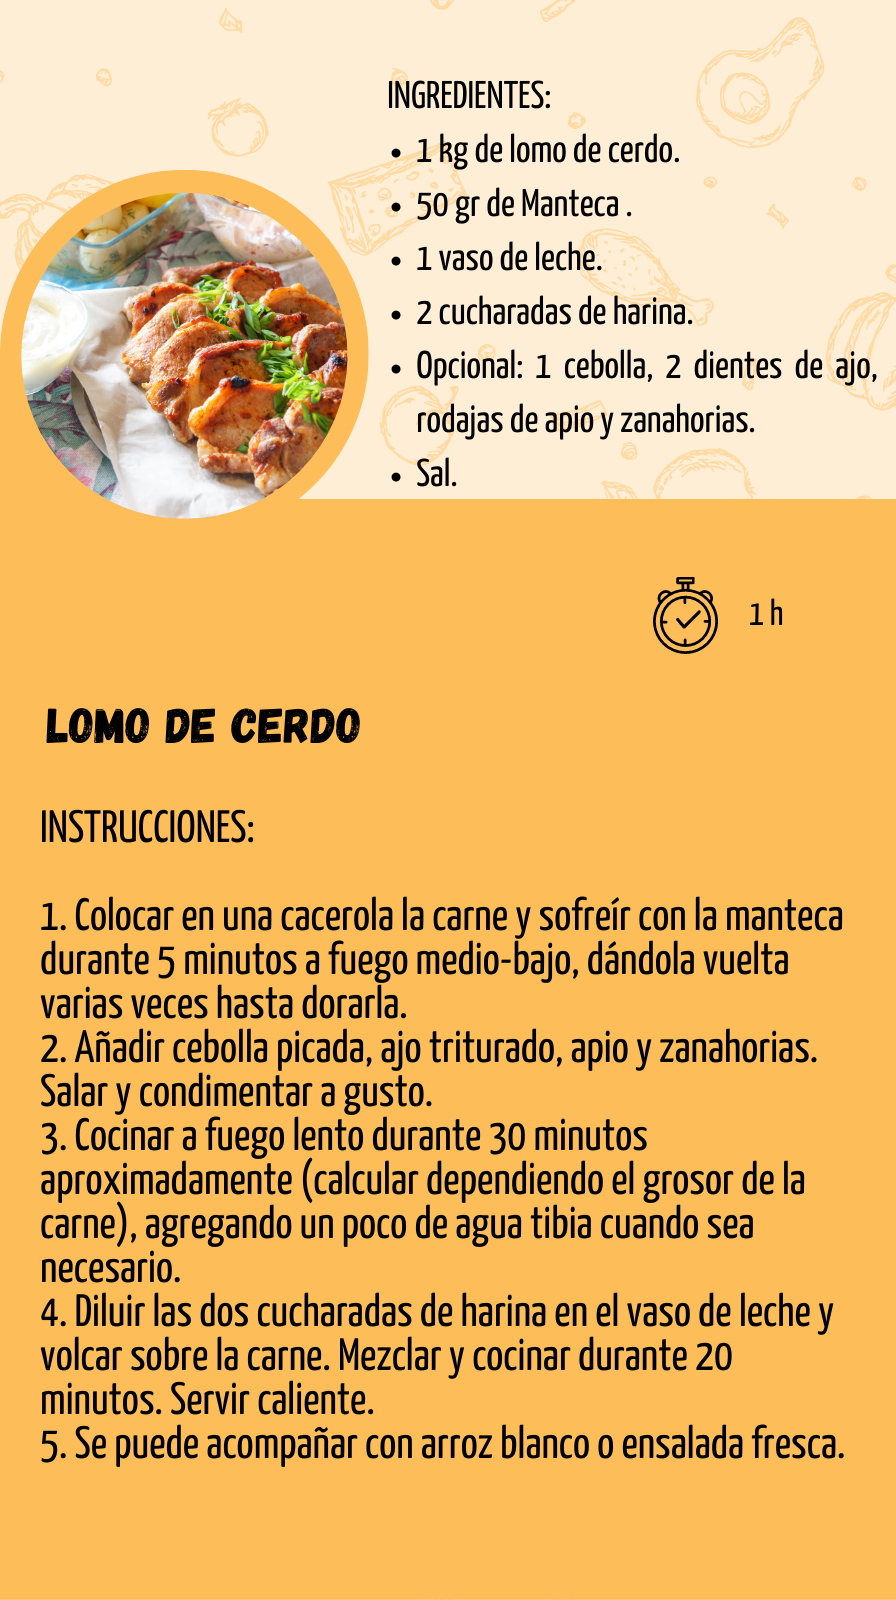 INGREDIENTES:
• 1 kg de lomo de cerdo.
• 50 gr de Manteca .
• 1 vaso de leche.
• 2 cucharadas de harina.
• Opcional: 1 cebolla, 2 dientes de ajo,
rodajas de apio y zanahorias.
• Sal.
1 h
LOMO DE CERDO
INSTRUCCIONES:
1. Colocar en una cacerola la carne y sofreír con la manteca
durante 5 minutos a fuego medio-bajo, dándola vuelta
varias veces hasta dorarla.
2. Añadir cebolla picada, ajo triturado, apio y zanahorias.
Salar y condimentar a gusto.
3. Cocinar a fuego lento durante 30 minutos
aproximadamente (calcular dependiendo el grosor de la
carne), agregando un poco de agua tibia cuando sea
necesario.
4. Diluir las dos cucharadas de harina en el vaso de leche y
volcar sobre la carne. Mezclar y cocinar durante 20
minutos. Servir caliente.
5. Se puede acompañar con arroz blanco o ensalada fresca.